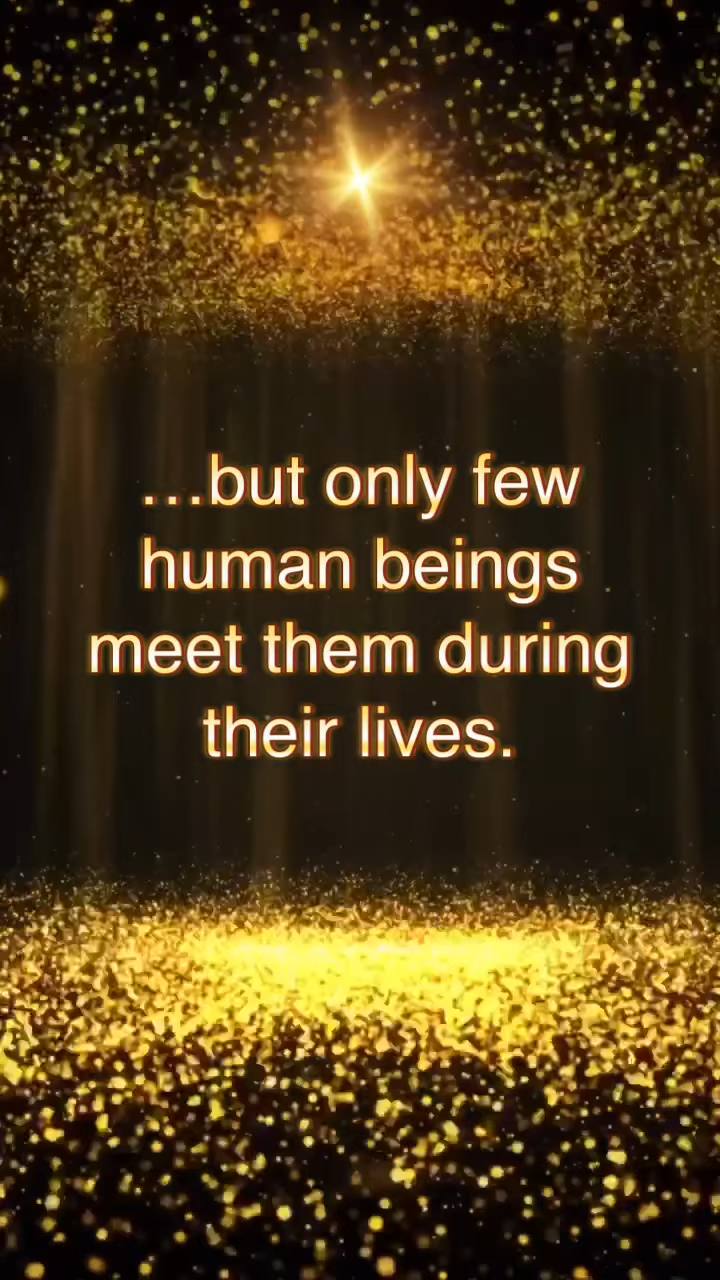 …but only few
human beings
meet them during
their lives.